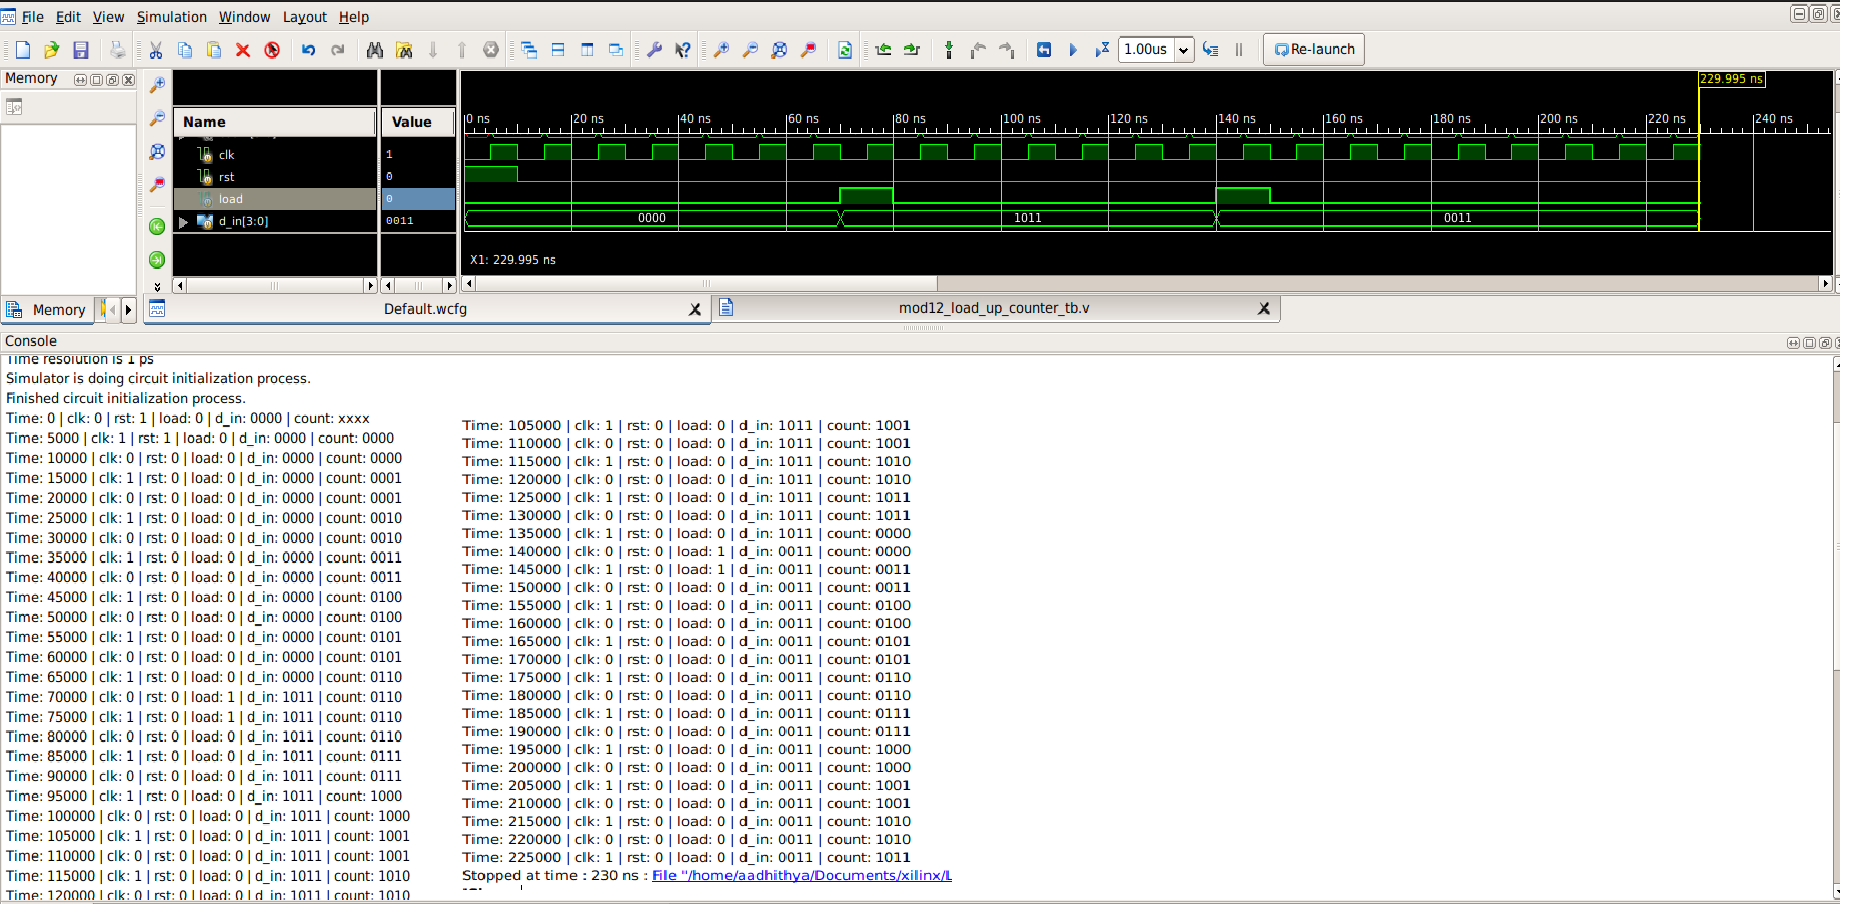 File Edit View Simulation Window Layout Help
1.00us Re-launch
Memory
229.995 ns
Name Value
0 ns 20 ns 40 ns 60 ns 80 ns 100 ns 120 ns 140 ns 160 ns 180 ns 200 ns 220 ns 240 ns
clk 1
rst 0
load 0
d_in[3:0] 0011 0000 1011 0011
X1: 229.995 ns
Memory Default.wcfg mod12_load_up_counter_tb.v
Console
Time resolution is 1 ps
Simulator is doing circuit initialization process.
Finished circuit initialization process.
Time: 0 | clk: 0 | rst: 1 | load: 0 | d_in: 0000 | count: xxxx
Time: 5000 | clk: 1 | rst: 1 | load: 0 | d_in: 0000 | count: 0000
Time: 10000 | clk: 0 | rst: 0 | load: 0 | d_in: 0000 | count: 0000
Time: 15000 | clk: 1 | rst: 0 | load: 0 | d_in: 0000 | count: 0001
Time: 20000 | clk: 0 | rst: 0 | load: 0 | d_in: 0000 | count: 0001
Time: 25000 | clk: 1 | rst: 0 | load: 0 | d_in: 0000 | count: 0010
Time: 30000 | clk: 0 | rst: 0 | load: 0 | d_in: 0000 | count: 0010
Time: 35000 | clk: 1 | rst: 0 | load: 0 | d_in: 0000 | count: 0011
Time: 40000 | clk: 0 | rst: 0 | load: 0 | d_in: 0000 | count: 0011
Time: 45000 | clk: 1 | rst: 0 | load: 0 | d_in: 0000 | count: 0100
Time: 50000 | clk: 0 | rst: 0 | load: 0 | d_in: 0000 | count: 0100
Time: 55000 | clk: 1 | rst: 0 | load: 0 | d_in: 0000 | count: 0101
Time: 60000 | clk: 0 | rst: 0 | load: 0 | d_in: 0000 | count: 0101
Time: 65000 | clk: 1 | rst: 0 | load: 0 | d_in: 0000 | count: 0110
Time: 70000 | clk: 0 | rst: 0 | load: 1 | d_in: 1011 | count: 0110
Time: 75000 | clk: 1 | rst: 0 | load: 1 | d_in: 1011 | count: 0110
Time: 80000 | clk: 0 | rst: 0 | load: 0 | d_in: 1011 | count: 0110
Time: 85000 | clk: 1 | rst: 0 | load: 0 | d_in: 1011 | count: 0111
Time: 90000 | clk: 0 | rst: 0 | load: 0 | d_in: 1011 | count: 0111
Time: 95000 | clk: 1 | rst: 0 | load: 0 | d_in: 1011 | count: 1000
Time: 100000 | clk: 0 | rst: 0 | load: 0 | d_in: 1011 | count: 1000
Time: 105000 | clk: 1 | rst: 0 | load: 0 | d_in: 1011 | count: 1001
Time: 110000 | clk: 0 | rst: 0 | load: 0 | d_in: 1011 | count: 1001
Time: 115000 | clk: 1 | rst: 0 | load: 0 | d_in: 1011 | count: 1010
Time: 120000 | clk: 0 | rst: 0 | load: 0 | d_in: 1011 | count: 1010
Time: 105000 | clk: 1 | rst: 0 | load: 0 | d_in: 1011 | count: 1001
Time: 110000 | clk: 0 | rst: 0 | load: 0 | d_in: 1011 | count: 1001
Time: 115000 | clk: 1 | rst: 0 | load: 0 | d_in: 1011 | count: 1010
Time: 120000 | clk: 0 | rst: 0 | load: 0 | d_in: 1011 | count: 1010
Time: 125000 | clk: 1 | rst: 0 | load: 0 | d_in: 1011 | count: 1011
Time: 130000 | clk: 0 | rst: 0 | load: 0 | d_in: 1011 | count: 1011
Time: 135000 | clk: 1 | rst: 0 | load: 0 | d_in: 1011 | count: 0000
Time: 140000 | clk: 0 | rst: 0 | load: 1 | d_in: 0011 | count: 0000
Time: 145000 | clk: 1 | rst: 0 | load: 1 | d_in: 0011 | count: 0011
Time: 150000 | clk: 0 | rst: 0 | load: 0 | d_in: 0011 | count: 0011
Time: 155000 | clk: 1 | rst: 0 | load: 0 | d_in: 0011 | count: 0100
Time: 160000 | clk: 0 | rst: 0 | load: 0 | d_in: 0011 | count: 0100
Time: 165000 | clk: 1 | rst: 0 | load: 0 | d_in: 0011 | count: 0101
Time: 170000 | clk: 0 | rst: 0 | load: 0 | d_in: 0011 | count: 0101
Time: 175000 | clk: 1 | rst: 0 | load: 0 | d_in: 0011 | count: 0110
Time: 180000 | clk: 0 | rst: 0 | load: 0 | d_in: 0011 | count: 0110
Time: 185000 | clk: 1 | rst: 0 | load: 0 | d_in: 0011 | count: 0111
Time: 190000 | clk: 0 | rst: 0 | load: 0 | d_in: 0011 | count: 0111
Time: 195000 | clk: 1 | rst: 0 | load: 0 | d_in: 0011 | count: 1000
Time: 200000 | clk: 0 | rst: 0 | load: 0 | d_in: 0011 | count: 1000
Time: 205000 | clk: 1 | rst: 0 | load: 0 | d_in: 0011 | count: 1001
Time: 210000 | clk: 0 | rst: 0 | load: 0 | d_in: 0011 | count: 1001
Time: 215000 | clk: 1 | rst: 0 | load: 0 | d_in: 0011 | count: 1010
Time: 220000 | clk: 0 | rst: 0 | load: 0 | d_in: 0011 | count: 1010
Time: 225000 | clk: 1 | rst: 0 | load: 0 | d_in: 0011 | count: 1011
Stopped at time : 230 ns : File "/home/aadhithya/Documents/xilinx/L